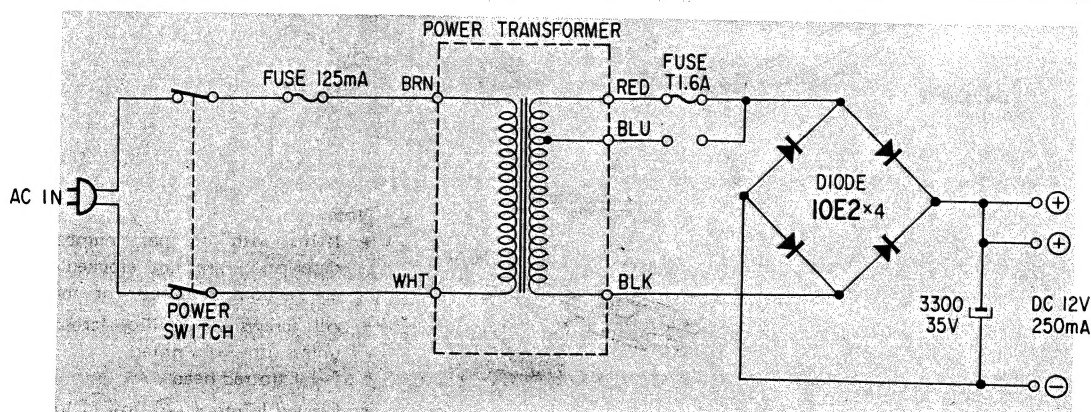 POWER TRANSFORMER
FUSE 125mA
BRN
RED
FUSE
T1.6A
BLU
AC IN
DIODE
10E2×4
+
+
WHT
BLK
POWER
SWITCH
3300
35V
DC 12V
250mA
−